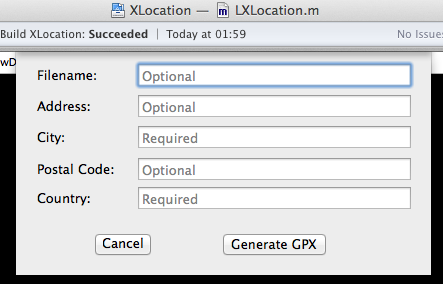 XLocation — LXLocation.m
Build XLocation: Succeeded | Today at 01:59 No Issues
wD
Filename: Optional
Address: Optional
City: Required
Postal Code: Optional
Country: Required
Cancel Generate GPX